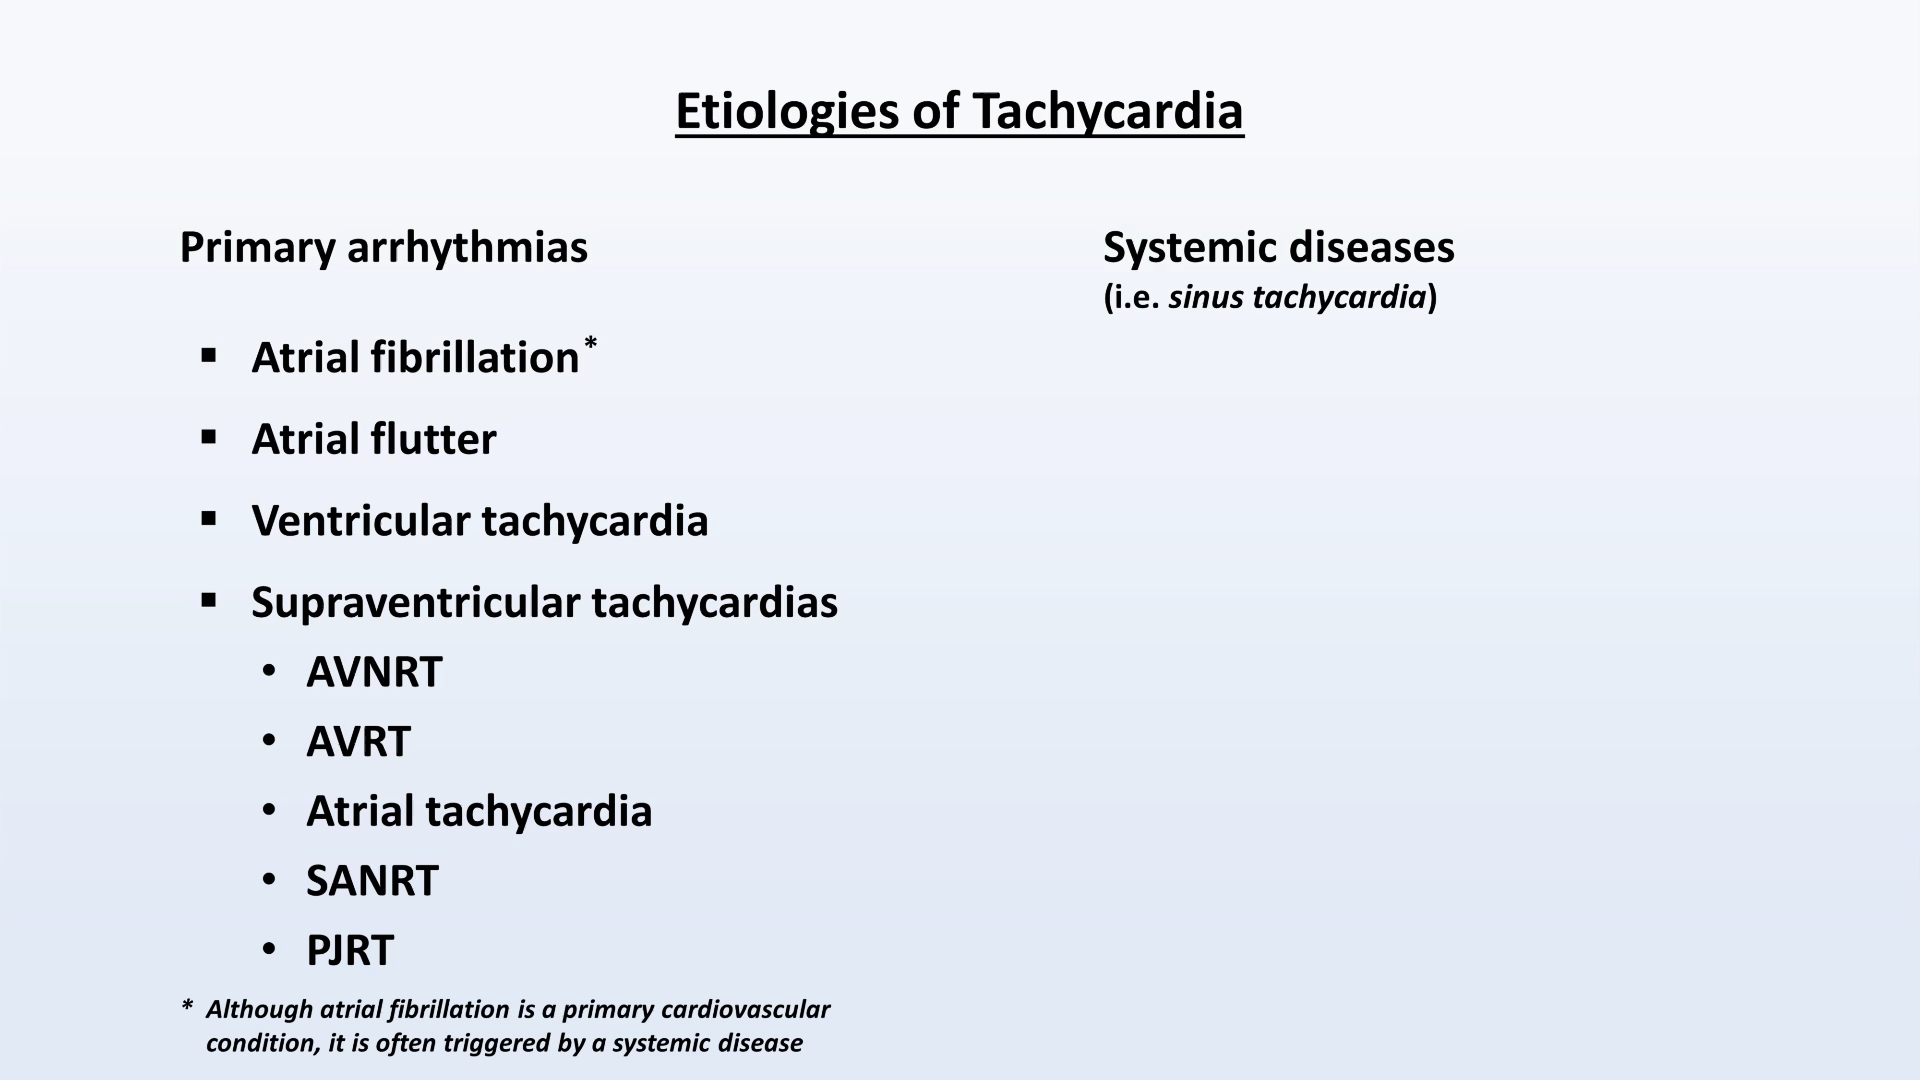 Etiologies of Tachycardia
Primary arrhythmias
▪ Atrial fibrillation*
▪ Atrial flutter
▪ Ventricular tachycardia
▪ Supraventricular tachycardias
• AVNRT
• AVRT
• Atrial tachycardia
• SANRT
• PJRT
* Although atrial fibrillation is a primary cardiovascular
condition, it is often triggered by a systemic disease
Systemic diseases
(i.e. sinus tachycardia)